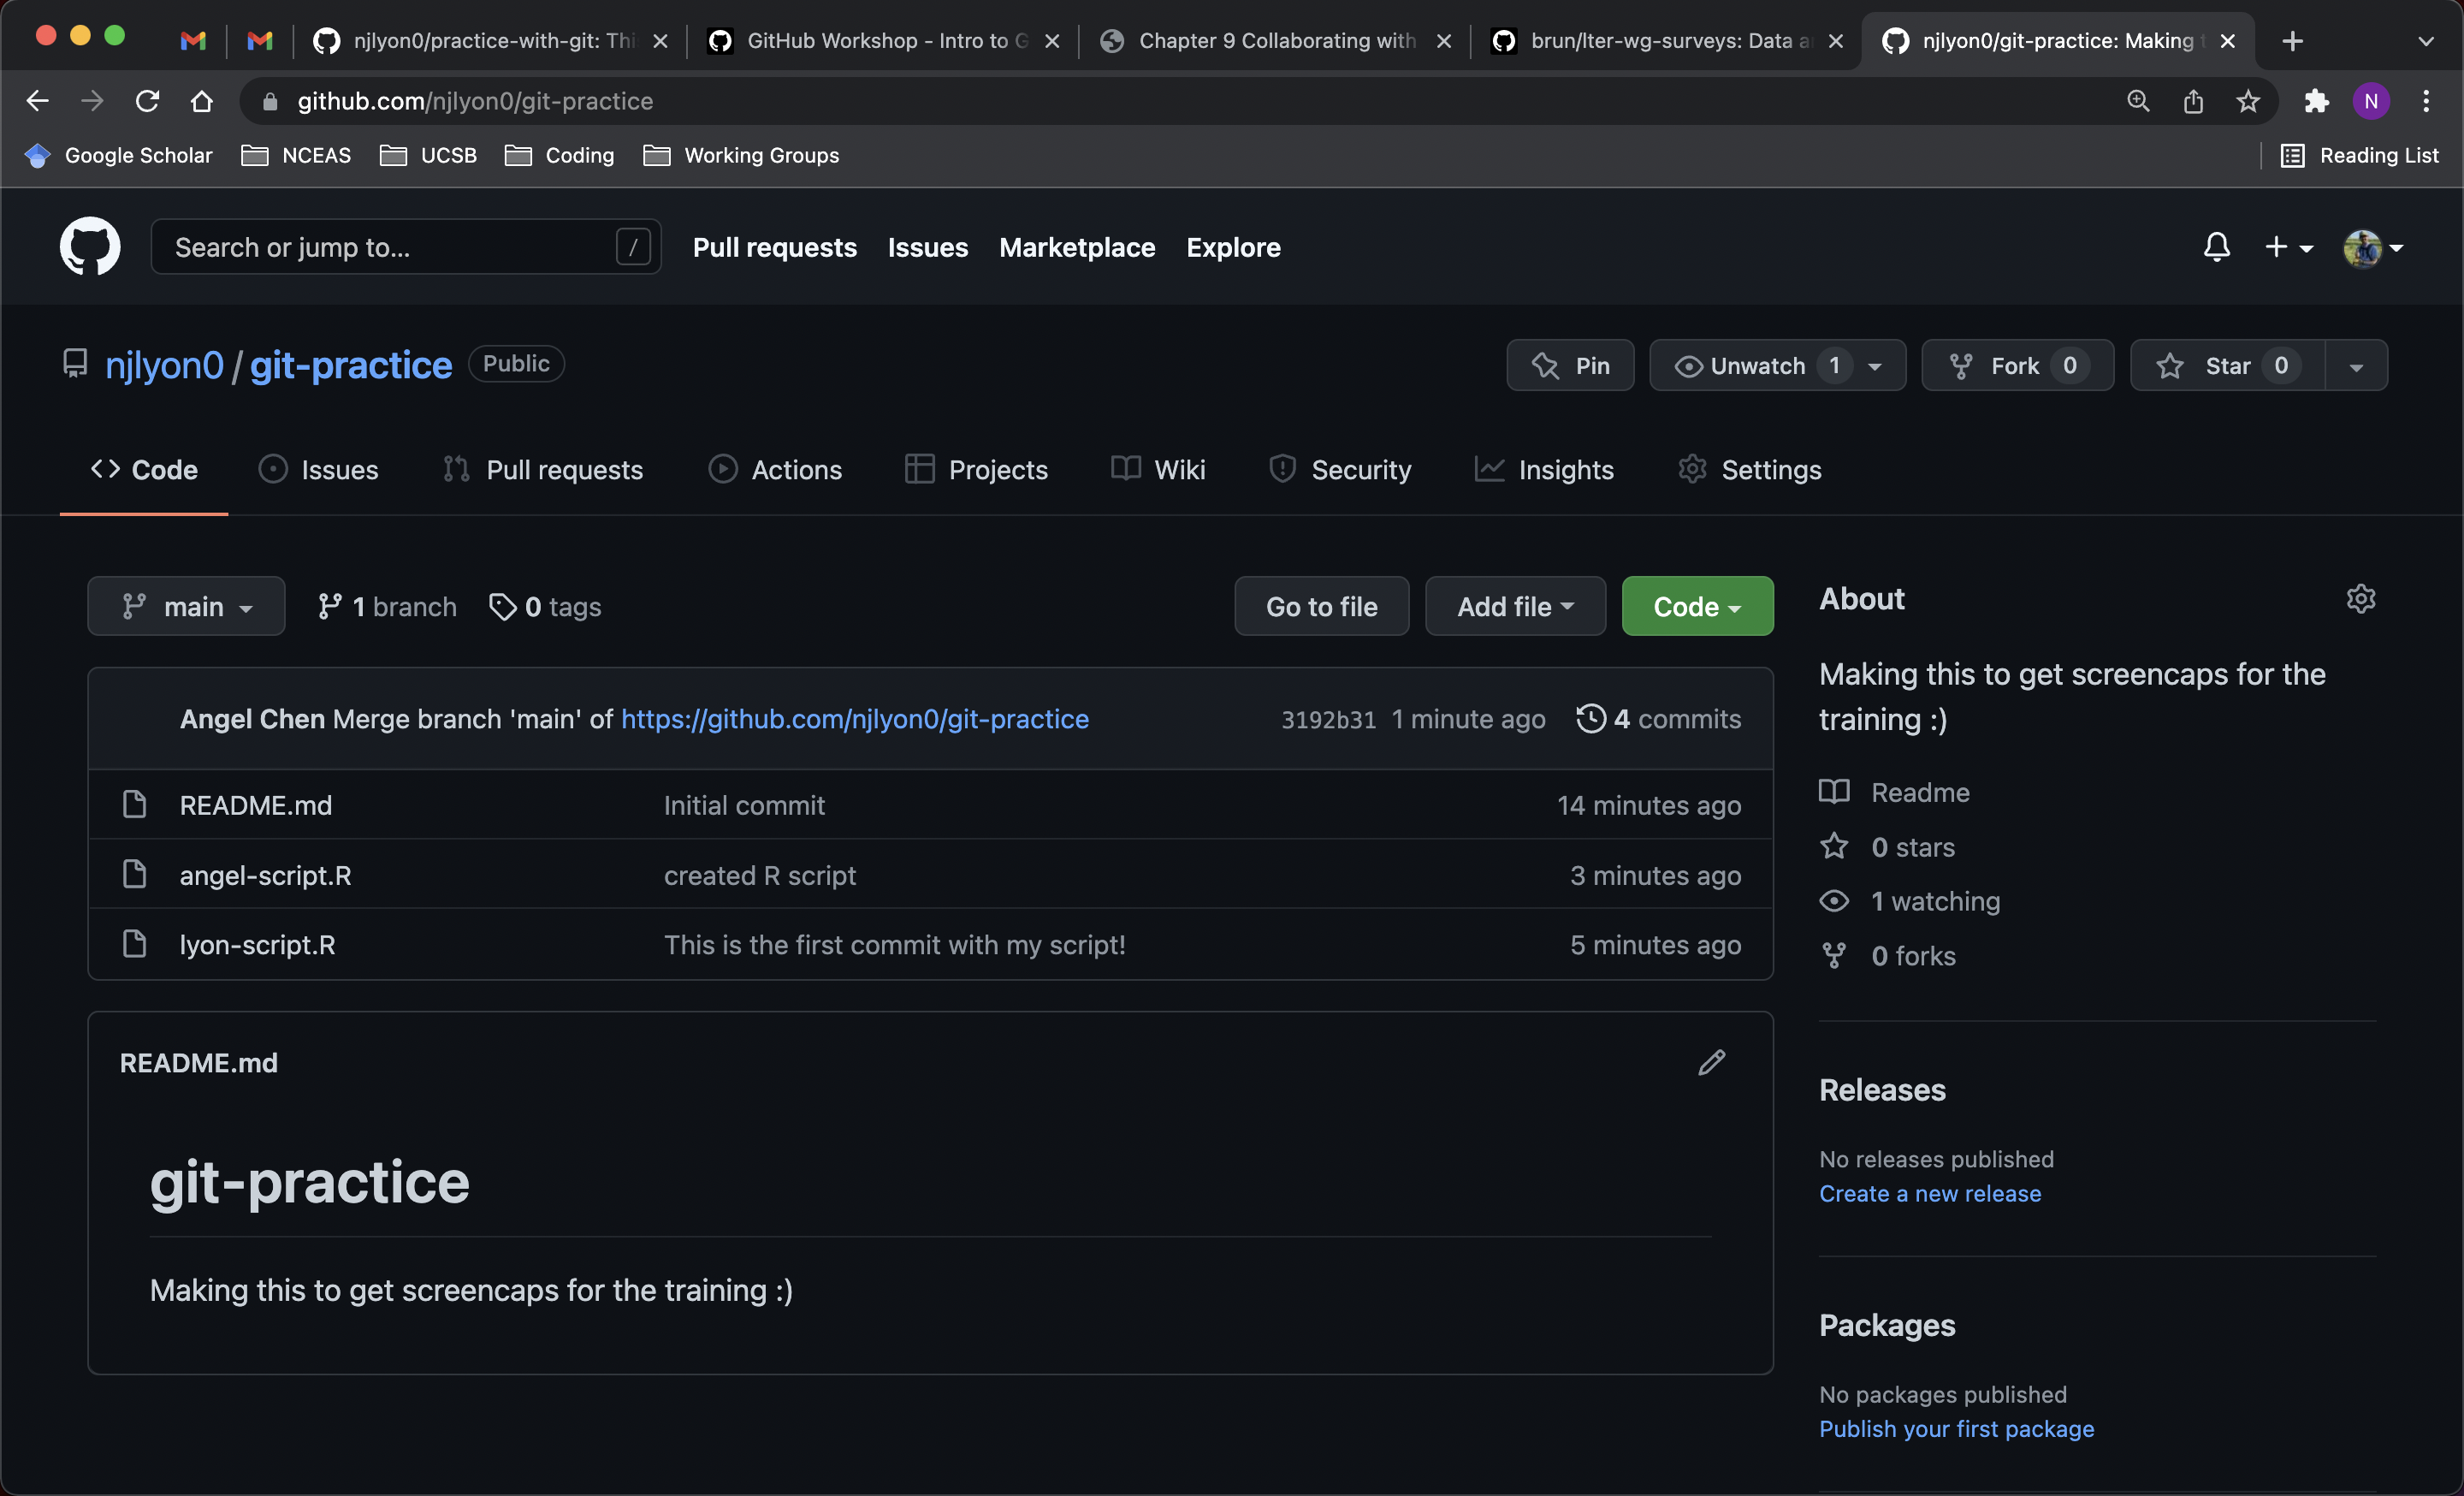 njlyon0/practice-with-git: Thi
GitHub Workshop - Intro to G
Chapter 9 Collaborating with
brun/lter-wg-surveys: Data a
njlyon0/git-practice: Making t
github.com/njlyon0/git-practice
N
Google Scholar NCEAS UCSB Coding Working Groups Reading List
Search or jump to... / Pull requests Issues Marketplace Explore
njlyon0 / git-practice Public Pin Unwatch 1 Fork 0 Star 0
Code Issues Pull requests Actions Projects Wiki Security Insights Settings
main 1 branch 0 tags Go to file Add file Code
Angel Chen Merge branch 'main' of https://github.com/njlyon0/git-practice 3192b31 1 minute ago 4 commits
README.md Initial commit 14 minutes ago
angel-script.R created R script 3 minutes ago
lyon-script.R This is the first commit with my script! 5 minutes ago
README.md
git-practice
Making this to get screencaps for the training :)
About
Making this to get screencaps for the
training :)
Readme
0 stars
1 watching
0 forks
Releases
No releases published
Create a new release
Packages
No packages published
Publish your first package